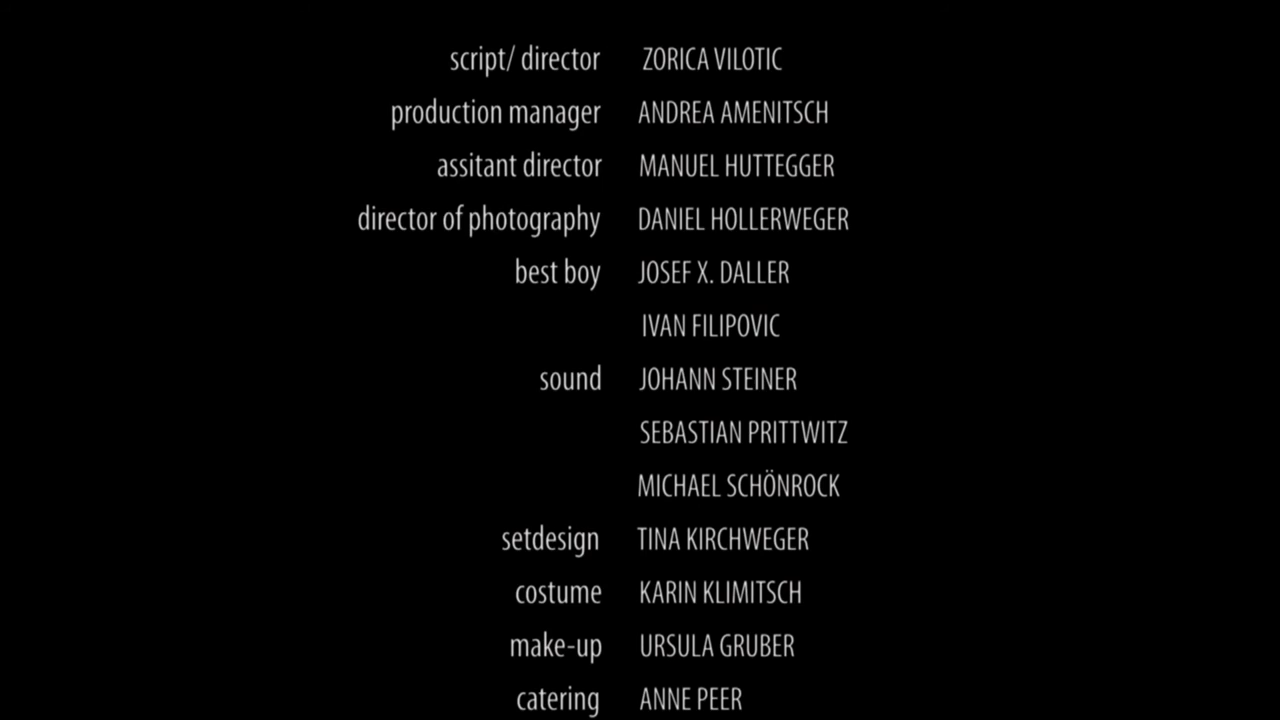 script/ director ZORICA VILOTIC
production manager ANDREA AMENITSCH
assitant director MANUEL HUTTEGGER
director of photography DANIEL HOLLERWEGER
best boy JOSEF X. DALLER
IVAN FILIPOVIC
sound JOHANN STEINER
SEBASTIAN PRITTWITZ
MICHAEL SCHÖNROCK
setdesign TINA KIRCHWEGER
costume KARIN KLIMITSCH
make-up URSULA GRUBER
catering ANNE PEER